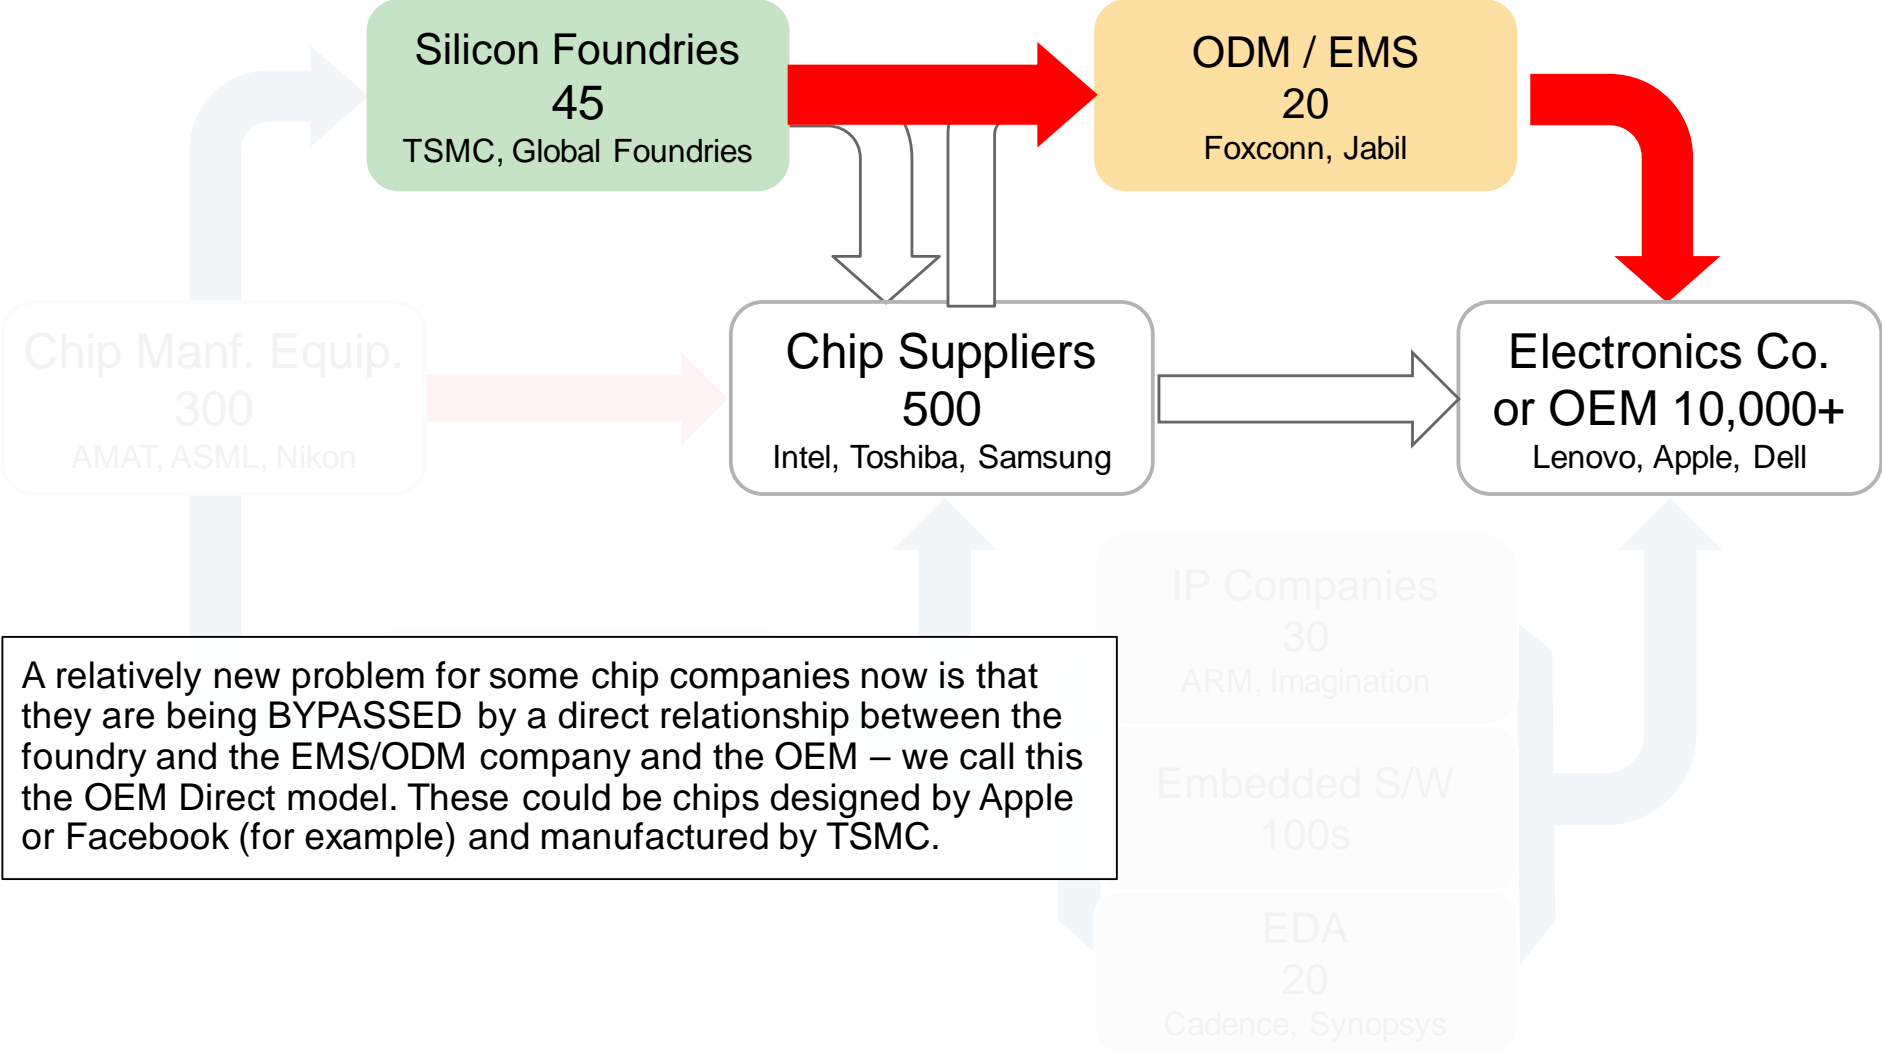 Silicon Foundries
45
TSMC, Global Foundries
ODM / EMS
20
Foxconn, Jabil
Chip Manf. Equip.
300
AMAT, ASML, Nikon
Chip Suppliers
500
Intel, Toshiba, Samsung
Electronics Co.
or OEM 10,000+
Lenovo, Apple, Dell
IP Companies
30
ARM, Imagination
Embedded S/W
100s
EDA
20
Cadence, Synopsys
A relatively new problem for some chip companies now is that
they are being BYPASSED by a direct relationship between the
foundry and the EMS/ODM company and the OEM – we call this
the OEM Direct model. These could be chips designed by Apple
or Facebook (for example) and manufactured by TSMC.